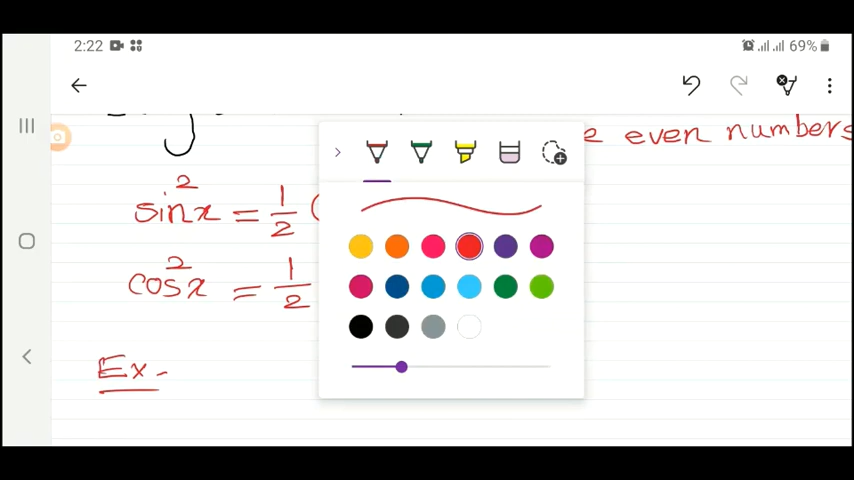 2:22 69%
e even numbers
sin²x = 1/2 (
cos²x = 1/2
Ex.